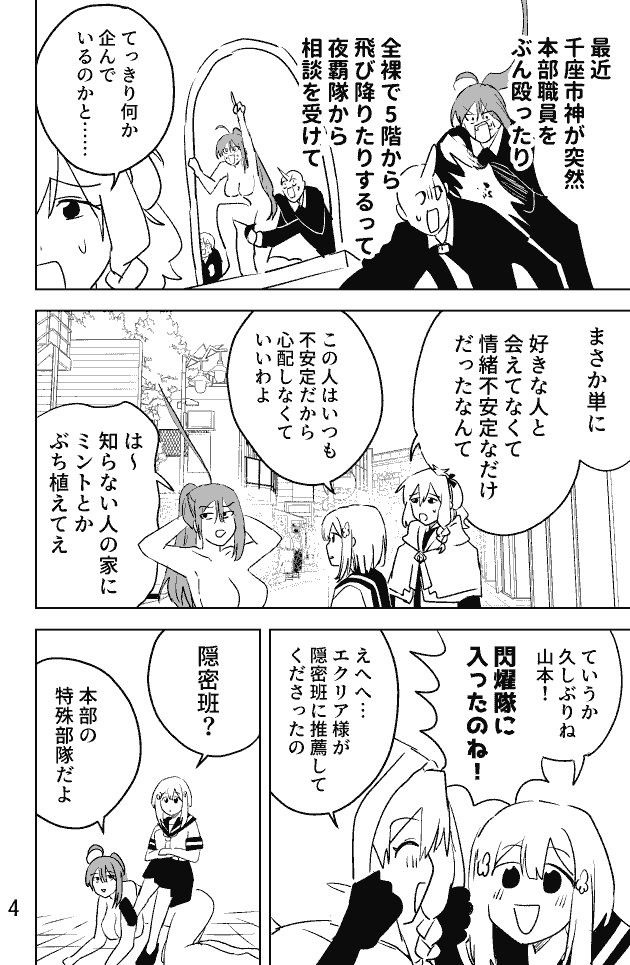 最近
千座市神が突然
本部職員を
ぶん殴ったり
全裸で5階から
飛び降りたりするって
夜覇隊から
相談を受けて
てっきり何か
企んで
いるのかと……
まさか単に
好きな人と
会えてなくて
情緒不安定なだけ
だったなんて
この人はいつも
不安定だから
心配しなくて
いいわよ
は～
知らない人の家に
ミントとか
ぶち植えてえ
ていうか
久しぶりね
山本！
閃燿隊に
入ったのね！
えへへ…
エクリア様が
隠密班に推薦して
くださったの
隠密班？
本部の
特殊部隊だよ
4